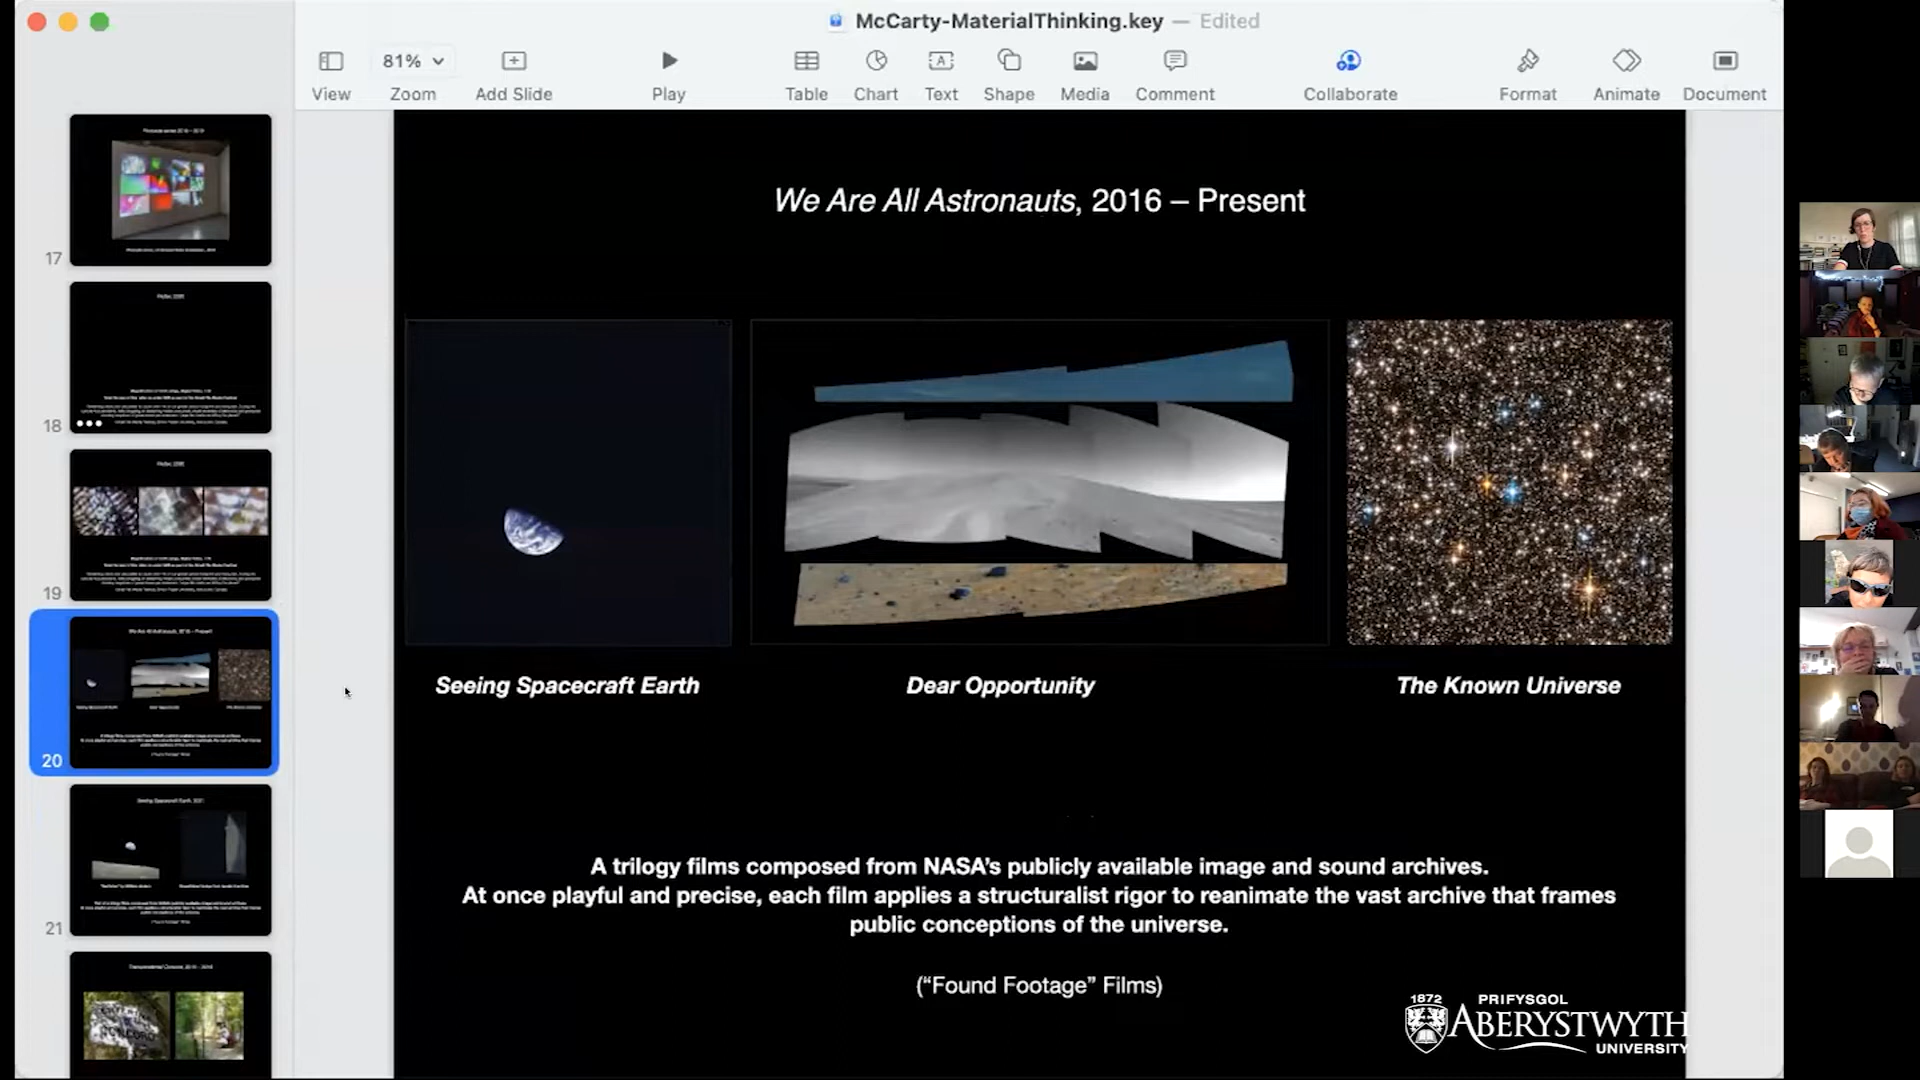 McCarty-MaterialThinking.key — Edited
81%
View
Zoom
Add Slide
Play
Table
Chart
Text
Shape
Media
Comment
Collaborate
Format
Animate
Document
17
18
19
20
21
We Are All Astronauts, 2016 – Present
Seeing Spacecraft Earth
Dear Opportunity
The Known Universe
A trilogy films composed from NASA's publicly available image and sound archives.
At once playful and precise, each film applies a structuralist rigor to reanimate the vast archive that frames
public conceptions of the universe.
(“Found Footage” Films)
1872
PRIFYSGOL
ABERYSTWYTH
UNIVERSITY